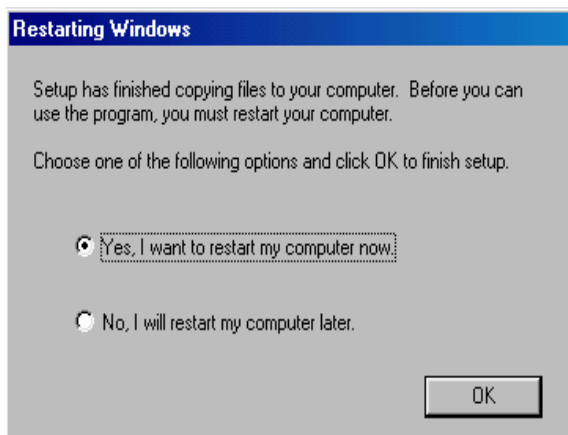 Restarting Windows
Setup has finished copying files to your computer. Before you can
use the program, you must restart your computer.
Choose one of the following options and click OK to finish setup.
Yes, I want to restart my computer now.
No, I will restart my computer later.
OK